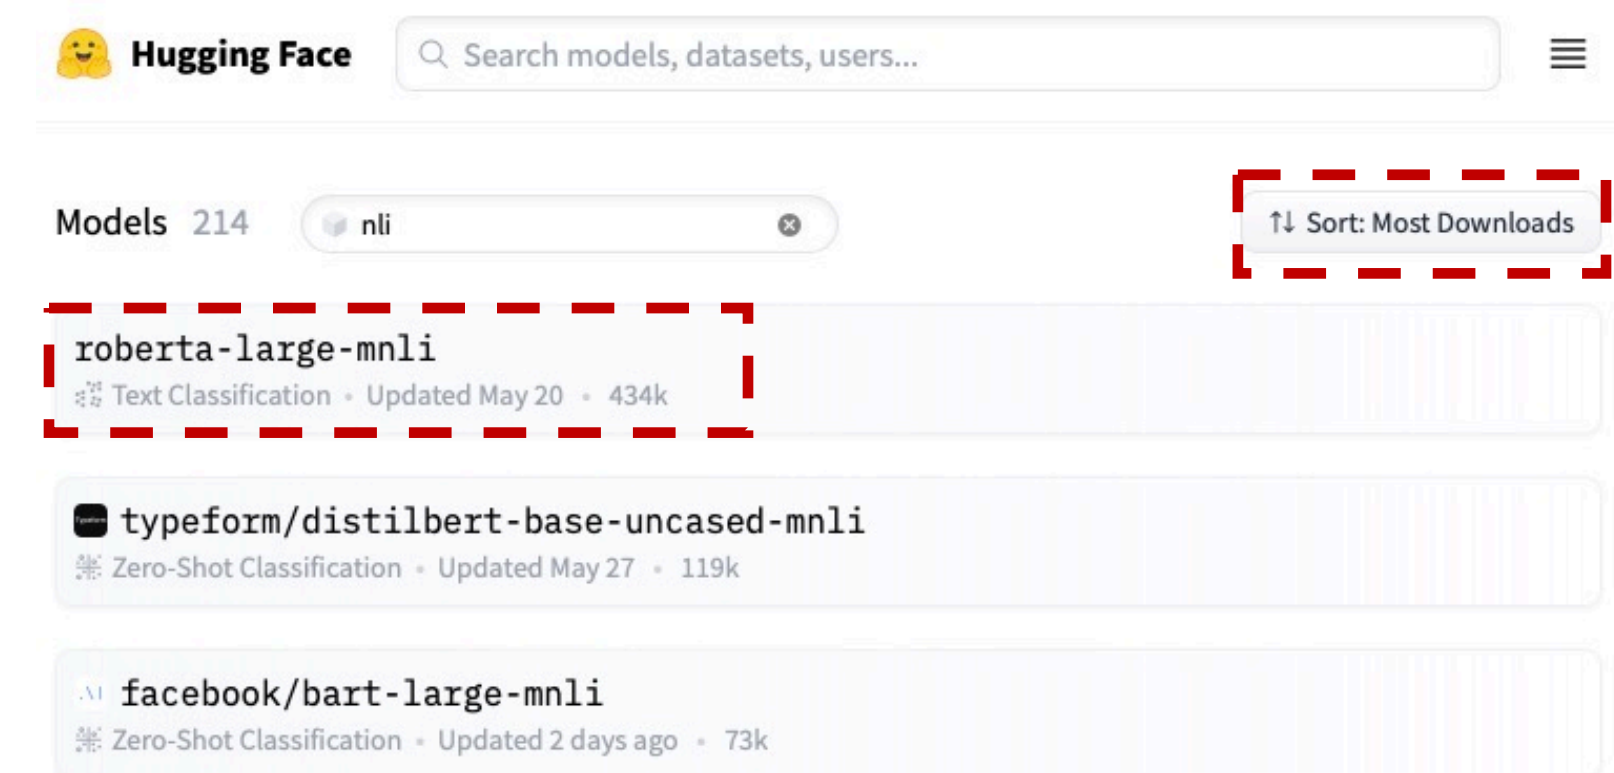 Hugging Face
Search models, datasets, users...
Models 214
nli
Sort: Most Downloads
roberta-large-mnli
Text Classification • Updated May 20 • 434k
typeform/distilbert-base-uncased-mnli
Zero-Shot Classification • Updated May 27 • 119k
facebook/bart-large-mnli
Zero-Shot Classification • Updated 2 days ago • 73k